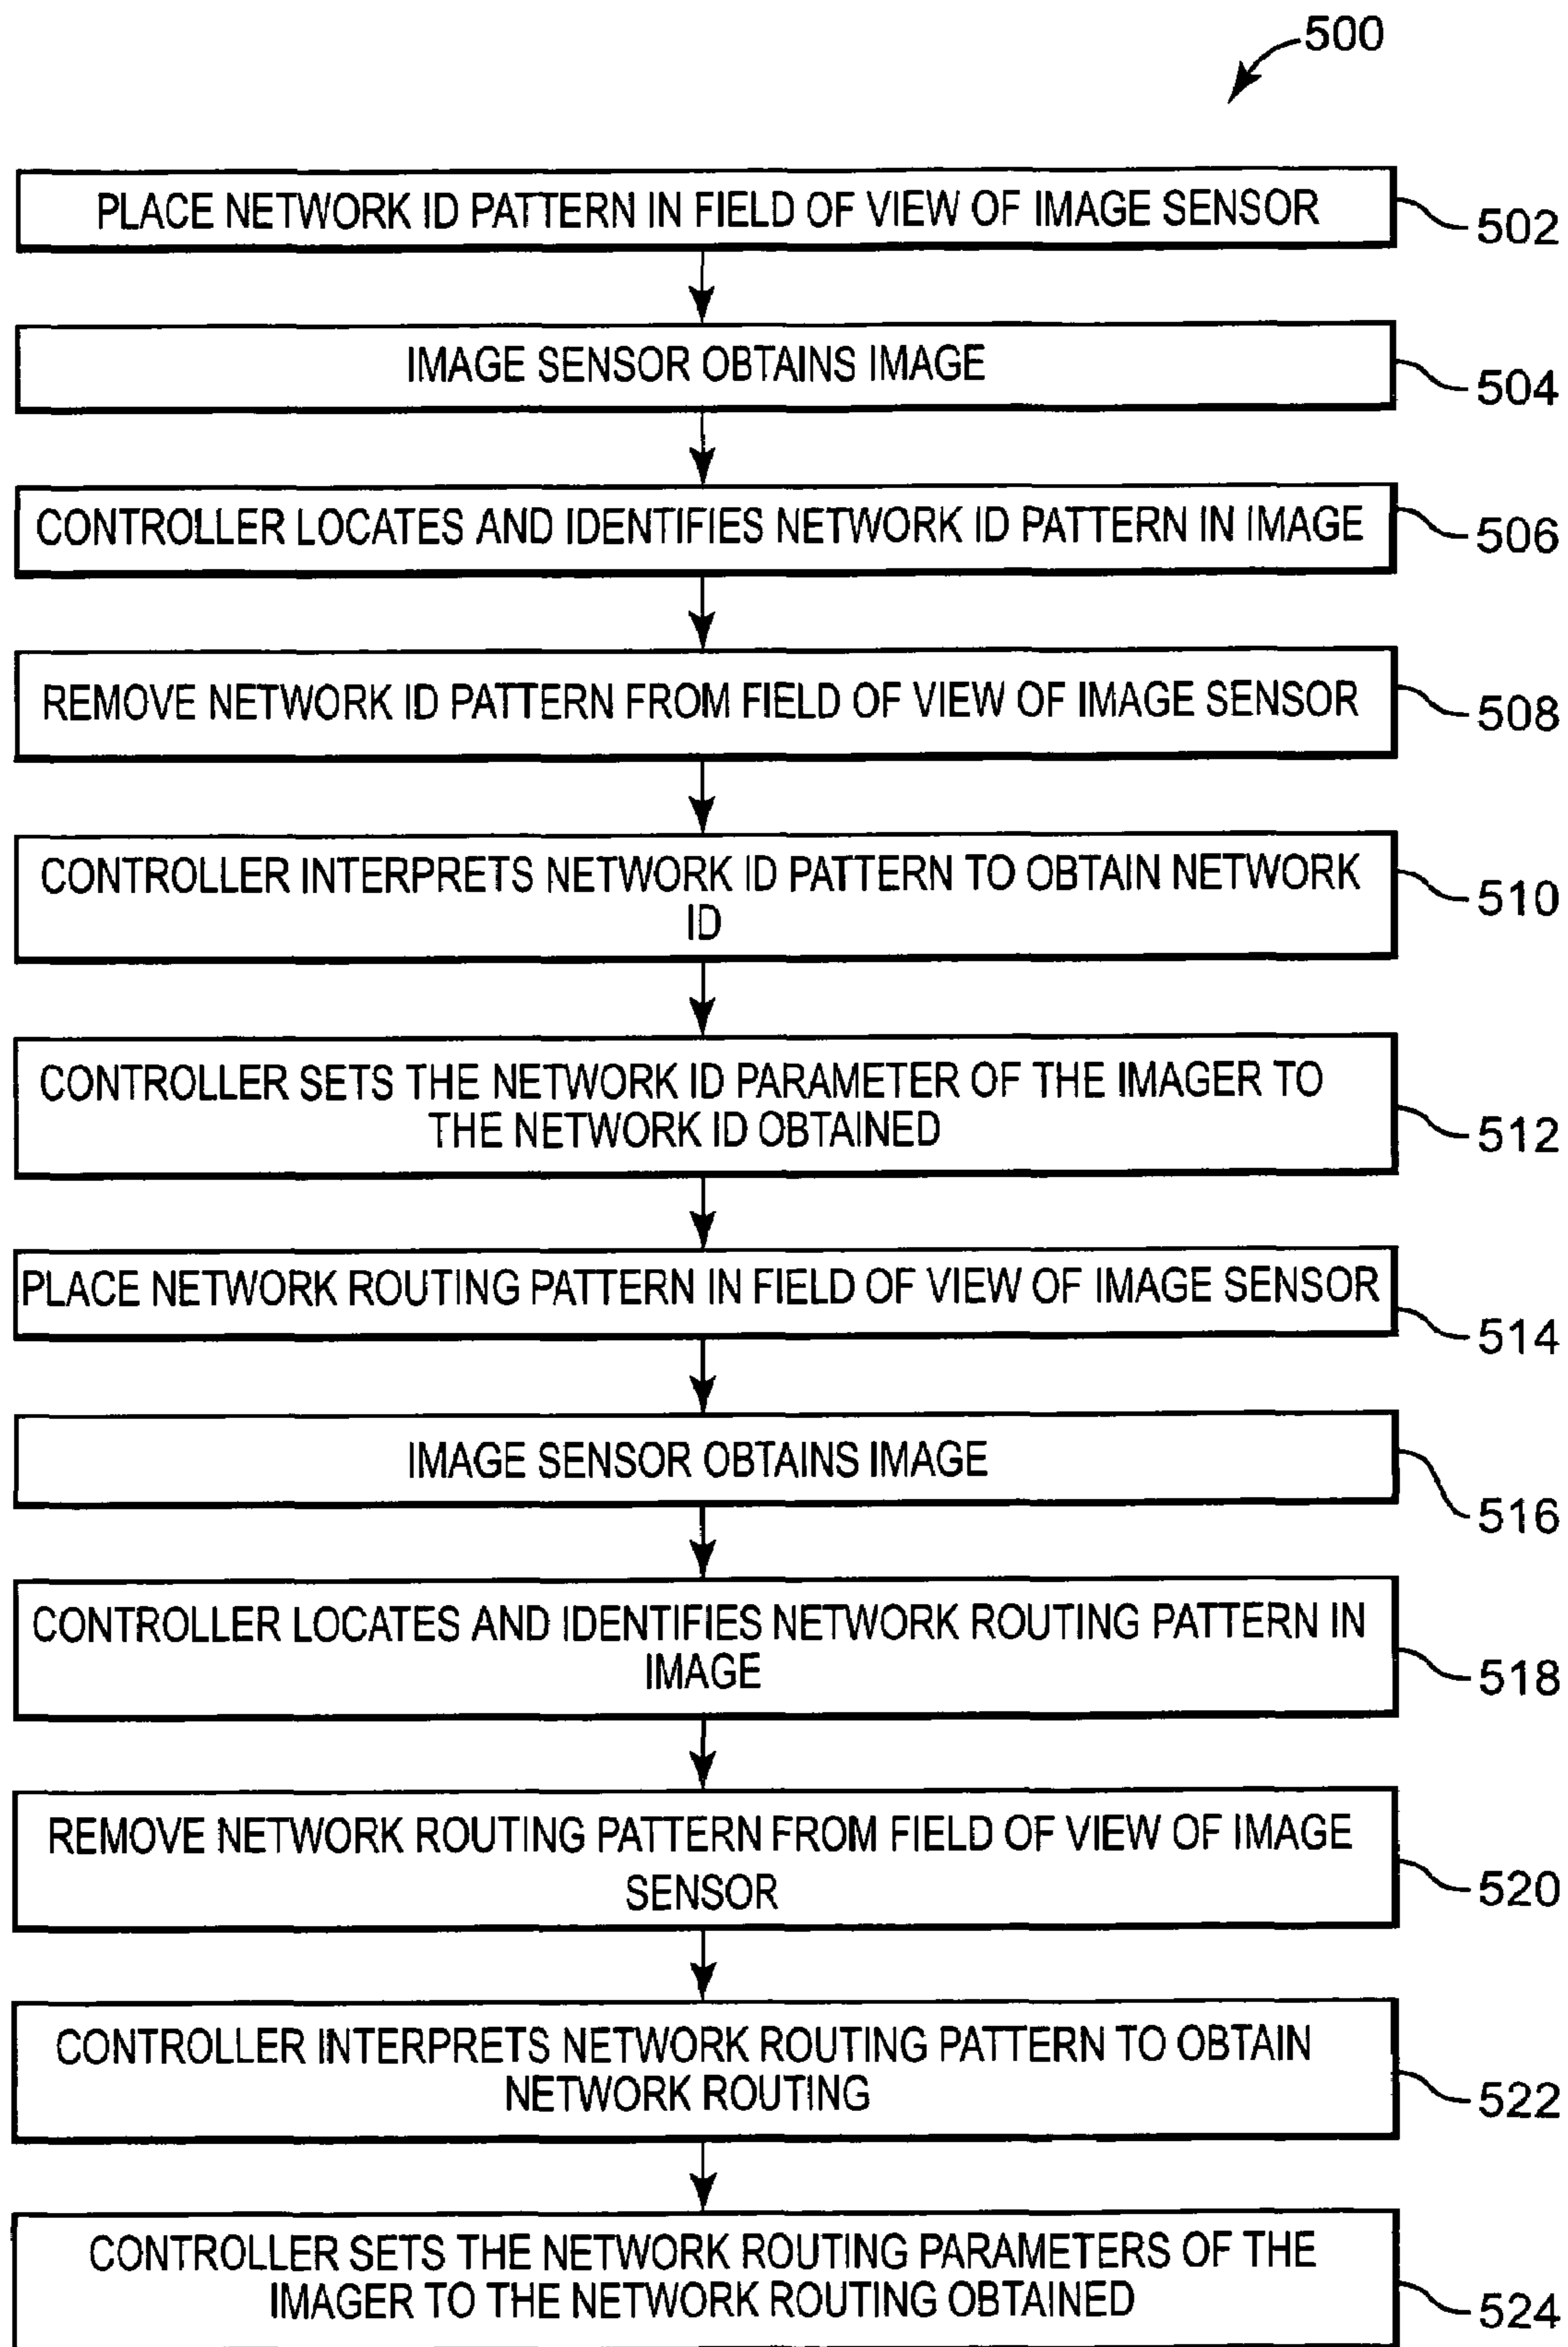 500
PLACE NETWORK ID PATTERN IN FIELD OF VIEW OF IMAGE SENSOR
502
IMAGE SENSOR OBTAINS IMAGE
504
CONTROLLER LOCATES AND IDENTIFIES NETWORK ID PATTERN IN IMAGE
506
REMOVE NETWORK ID PATTERN FROM FIELD OF VIEW OF IMAGE SENSOR
508
CONTROLLER INTERPRETS NETWORK ID PATTERN TO OBTAIN NETWORK
ID
510
CONTROLLER SETS THE NETWORK ID PARAMETER OF THE IMAGER TO
THE NETWORK ID OBTAINED
512
PLACE NETWORK ROUTING PATTERN IN FIELD OF VIEW OF IMAGE SENSOR
514
IMAGE SENSOR OBTAINS IMAGE
516
CONTROLLER LOCATES AND IDENTIFIES NETWORK ROUTING PATTERN IN
IMAGE
518
REMOVE NETWORK ROUTING PATTERN FROM FIELD OF VIEW OF IMAGE
SENSOR
520
CONTROLLER INTERPRETS NETWORK ROUTING PATTERN TO OBTAIN
NETWORK ROUTING
522
CONTROLLER SETS THE NETWORK ROUTING PARAMETERS OF THE
IMAGER TO THE NETWORK ROUTING OBTAINED
524